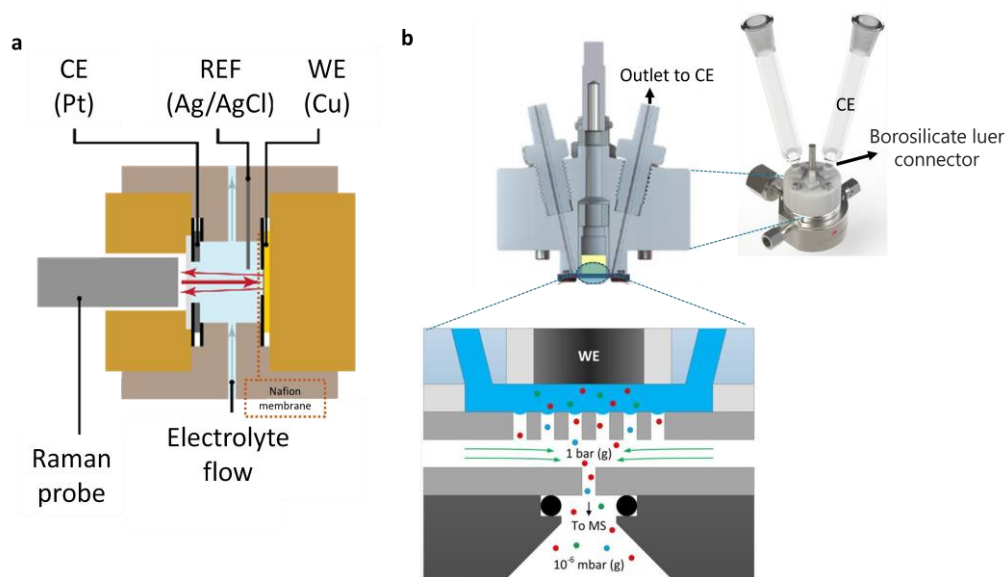 a
CE
(Pt)
REF
(Ag/AgCl)
WE
(Cu)
Nafion
membrane
Raman
probe
Electrolyte
flow
b
Outlet to CE
CE
Borosilicate luer
connector
WE
1 bar (g)
To MS
10⁻⁶ mbar (g)